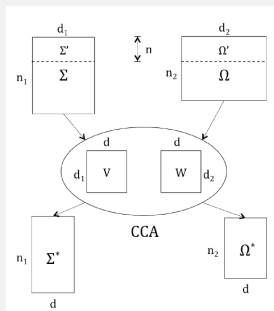 d₁ d₂
Σ' n Ω'
n₁ Σ n₂ Ω
d d
d₁ V W d₂
CCA
n₁ Σ* n₂ Ω*
d d